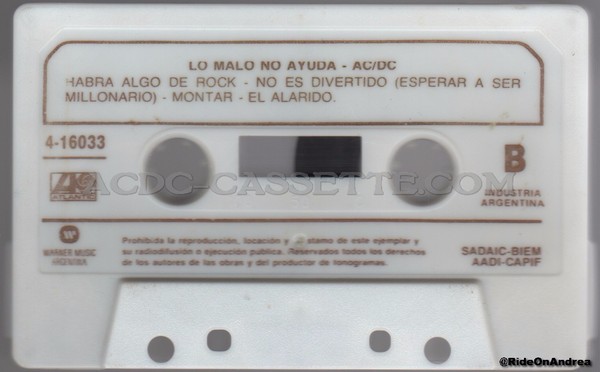 LO MALO NO AYUDA - AC/DC
HABRA ALGO DE ROCK - NO ES DIVERTIDO (ESPERAR A SER
MILLONARIO) - MONTAR - EL ALARIDO.
4-16033
B
ACDC-CASSETTE.COM
ATLANTIC
INDUSTRIA
ARGENTINA
WARNER MUSIC
ARGENTINA
Prohibida la reproducción, locación y stamo de este ejemplar y
su radiodifusión o ejecución pública. Reservados todos los derechos
de los autores de las obras y del productor de fonogramas.
SADAIC-BIEM
AADI-CAPIF
@RideOnAndrea